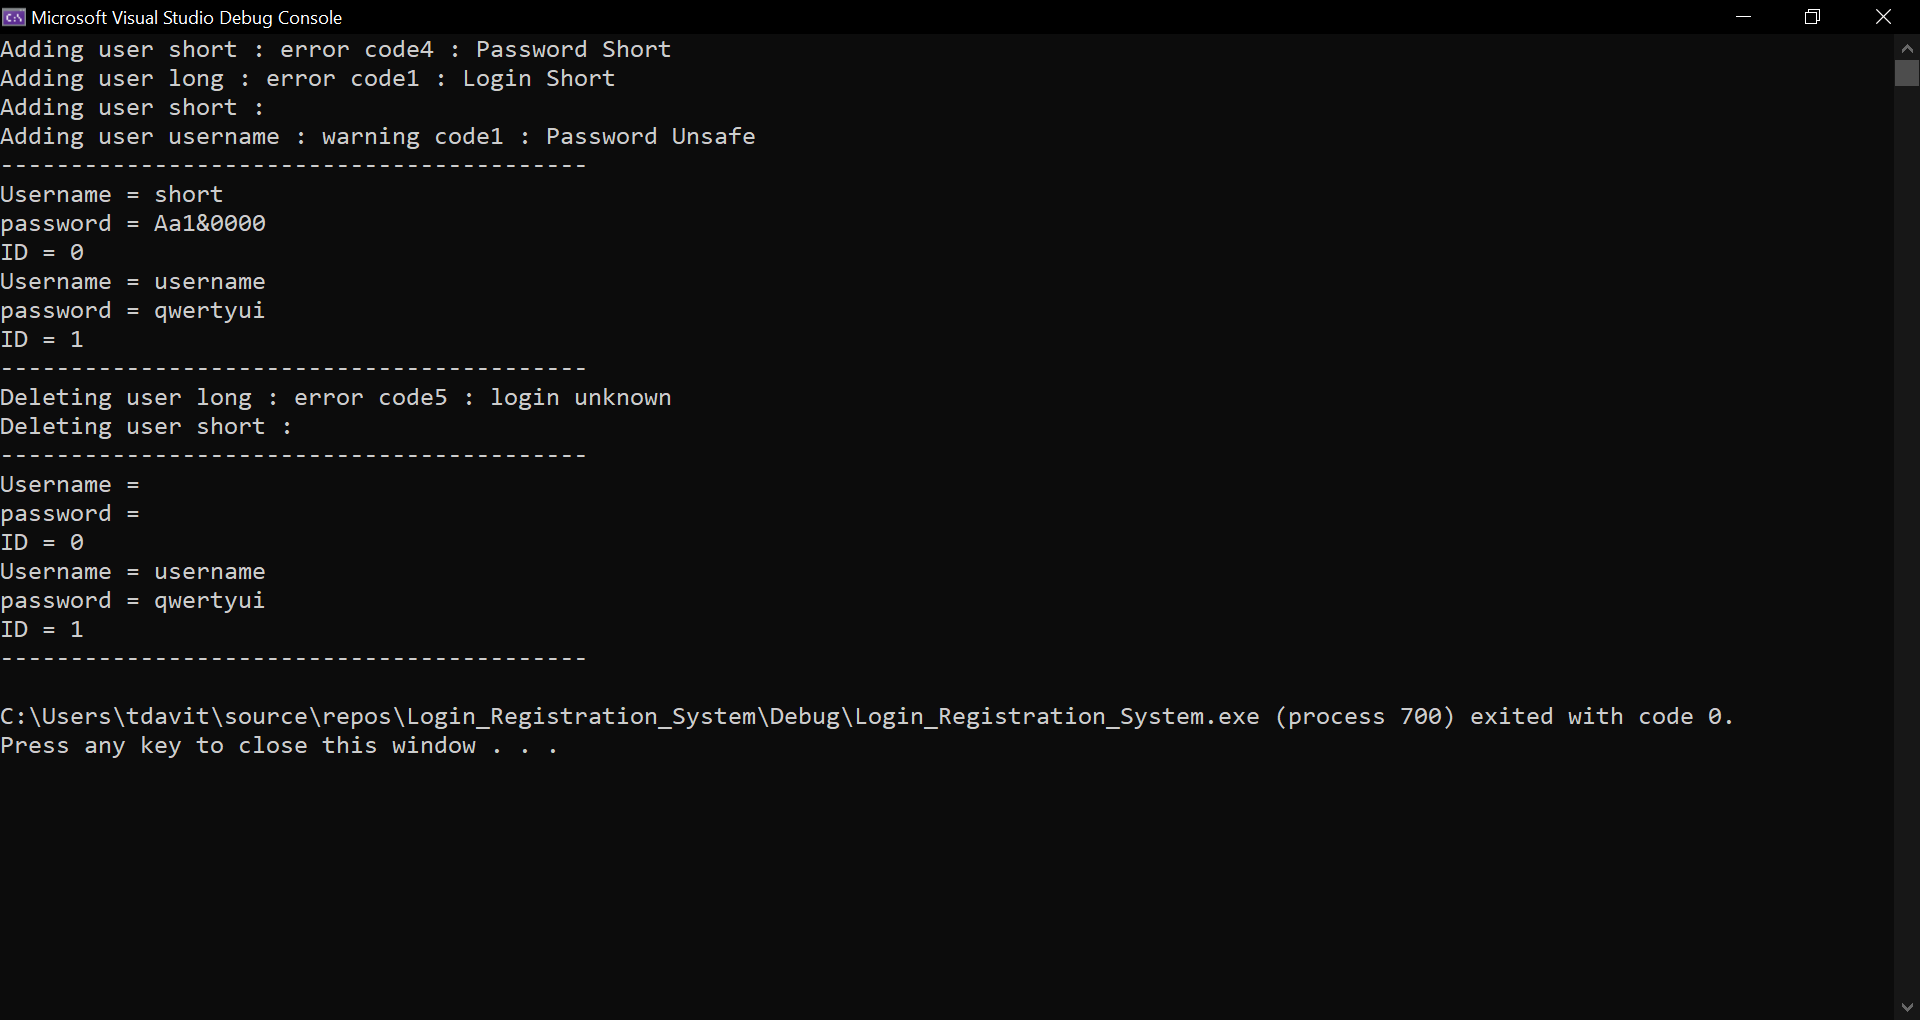 Microsoft Visual Studio Debug Console
Adding user short : error code4 : Password Short
Adding user long : error code1 : Login Short
Adding user short :
Adding user username : warning code1 : Password Unsafe
------------------------------------------
Username = short
password = Aa1&0000
ID = 0
Username = username
password = qwertyui
ID = 1
------------------------------------------
Deleting user long : error code5 : login unknown
Deleting user short :
------------------------------------------
Username =
password =
ID = 0
Username = username
password = qwertyui
ID = 1
------------------------------------------
C:\Users\tdavit\source\repos\Login_Registration_System\Debug\Login_Registration_System.exe (process 700) exited with code 0.
Press any key to close this window . . .